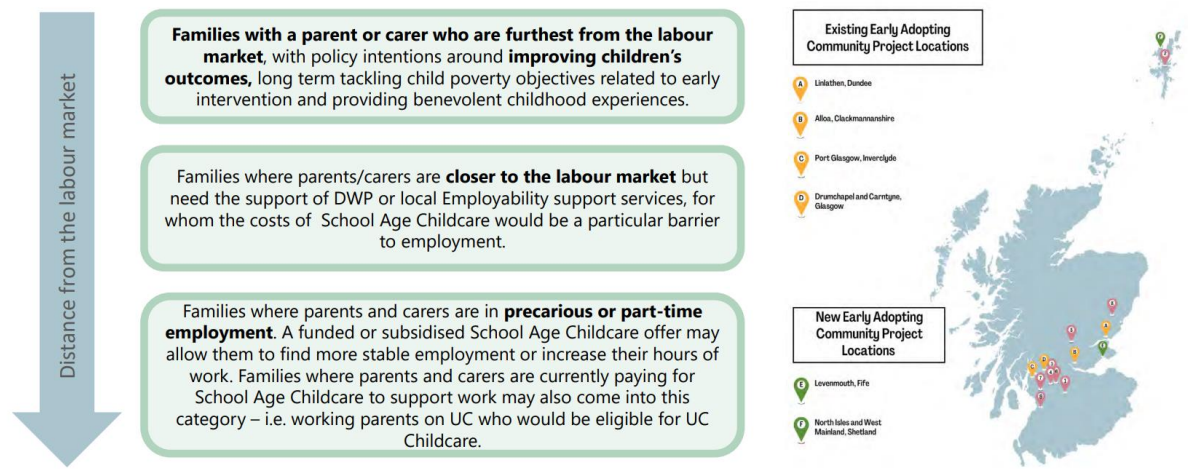 Distance from the labour market
Families with a parent or carer who are furthest from the labour
market, with policy intentions around improving children's
outcomes, long term tackling child poverty objectives related to early
intervention and providing benevolent childhood experiences.
Families where parents/carers are closer to the labour market but
need the support of DWP or local Employability support services, for
whom the costs of School Age Childcare would be a particular barrier
to employment.
Families where parents and carers are in precarious or part-time
employment. A funded or subsidised School Age Childcare offer may
allow them to find more stable employment or increase their hours of
work. Families where parents and carers are currently paying for
School Age Childcare to support work may also come into this
category – i.e. working parents on UC who would be eligible for UC
Childcare.
Existing Early Adopting
Community Project Locations
A Linlathen, Dundee
B Alloa, Clackmannanshire
C Port Glasgow, Inverclyde
D Drumchapel and Carntyne,
Glasgow
New Early Adopting
Community Project
Locations
E Levenmouth, Fife
F North Isles and West
Mainland, Shetland